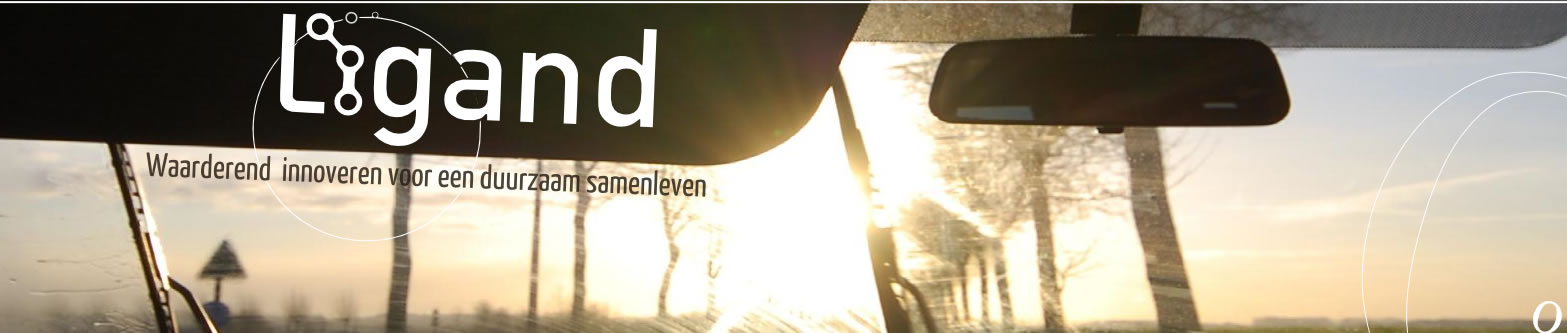 Ligand
Waarderend innoveren voor een duurzaam samenleven
o